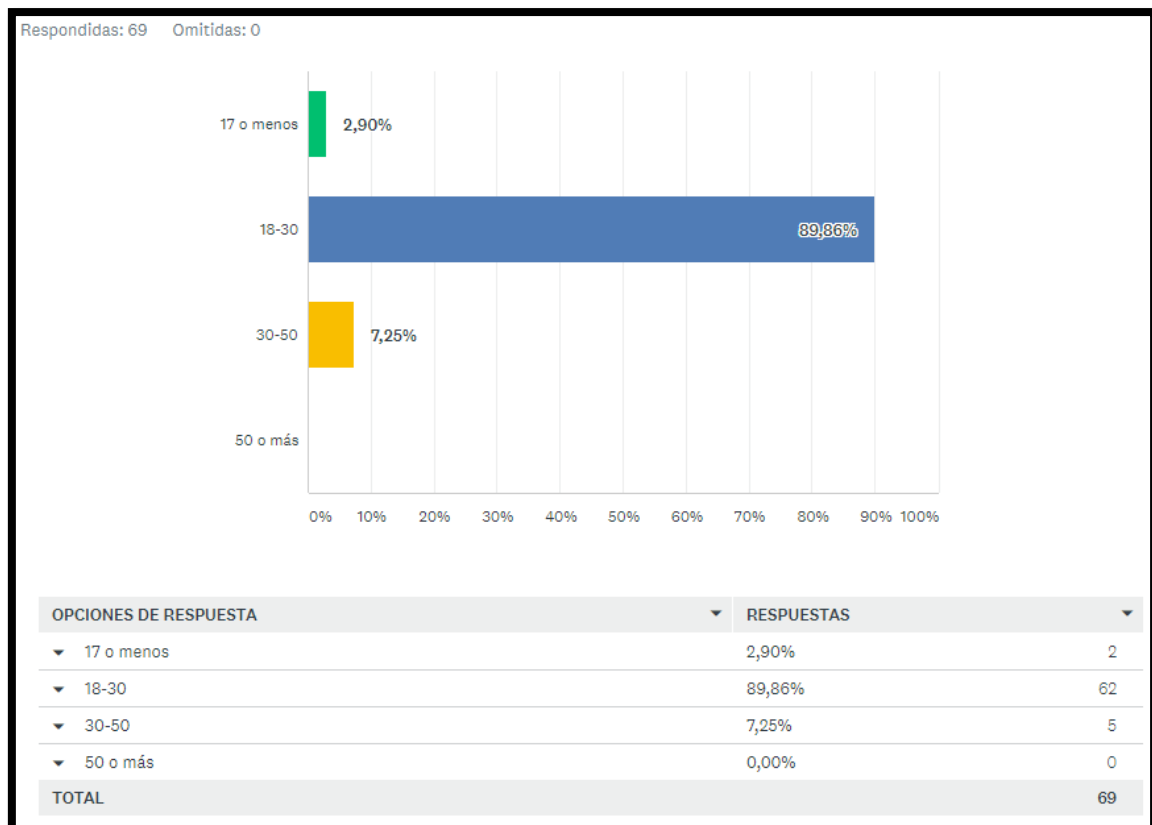 Respondidas: 69 Omitidas: 0
17 o menos 2,90%
18-30 89,86%
30-50 7,25%
50 o más
0% 10% 20% 30% 40% 50% 60% 70% 80% 90% 100%
OPCIONES DE RESPUESTA RESPUESTAS
17 o menos 2,90% 2
18-30 89,86% 62
30-50 7,25% 5
50 o más 0,00% 0
TOTAL 69